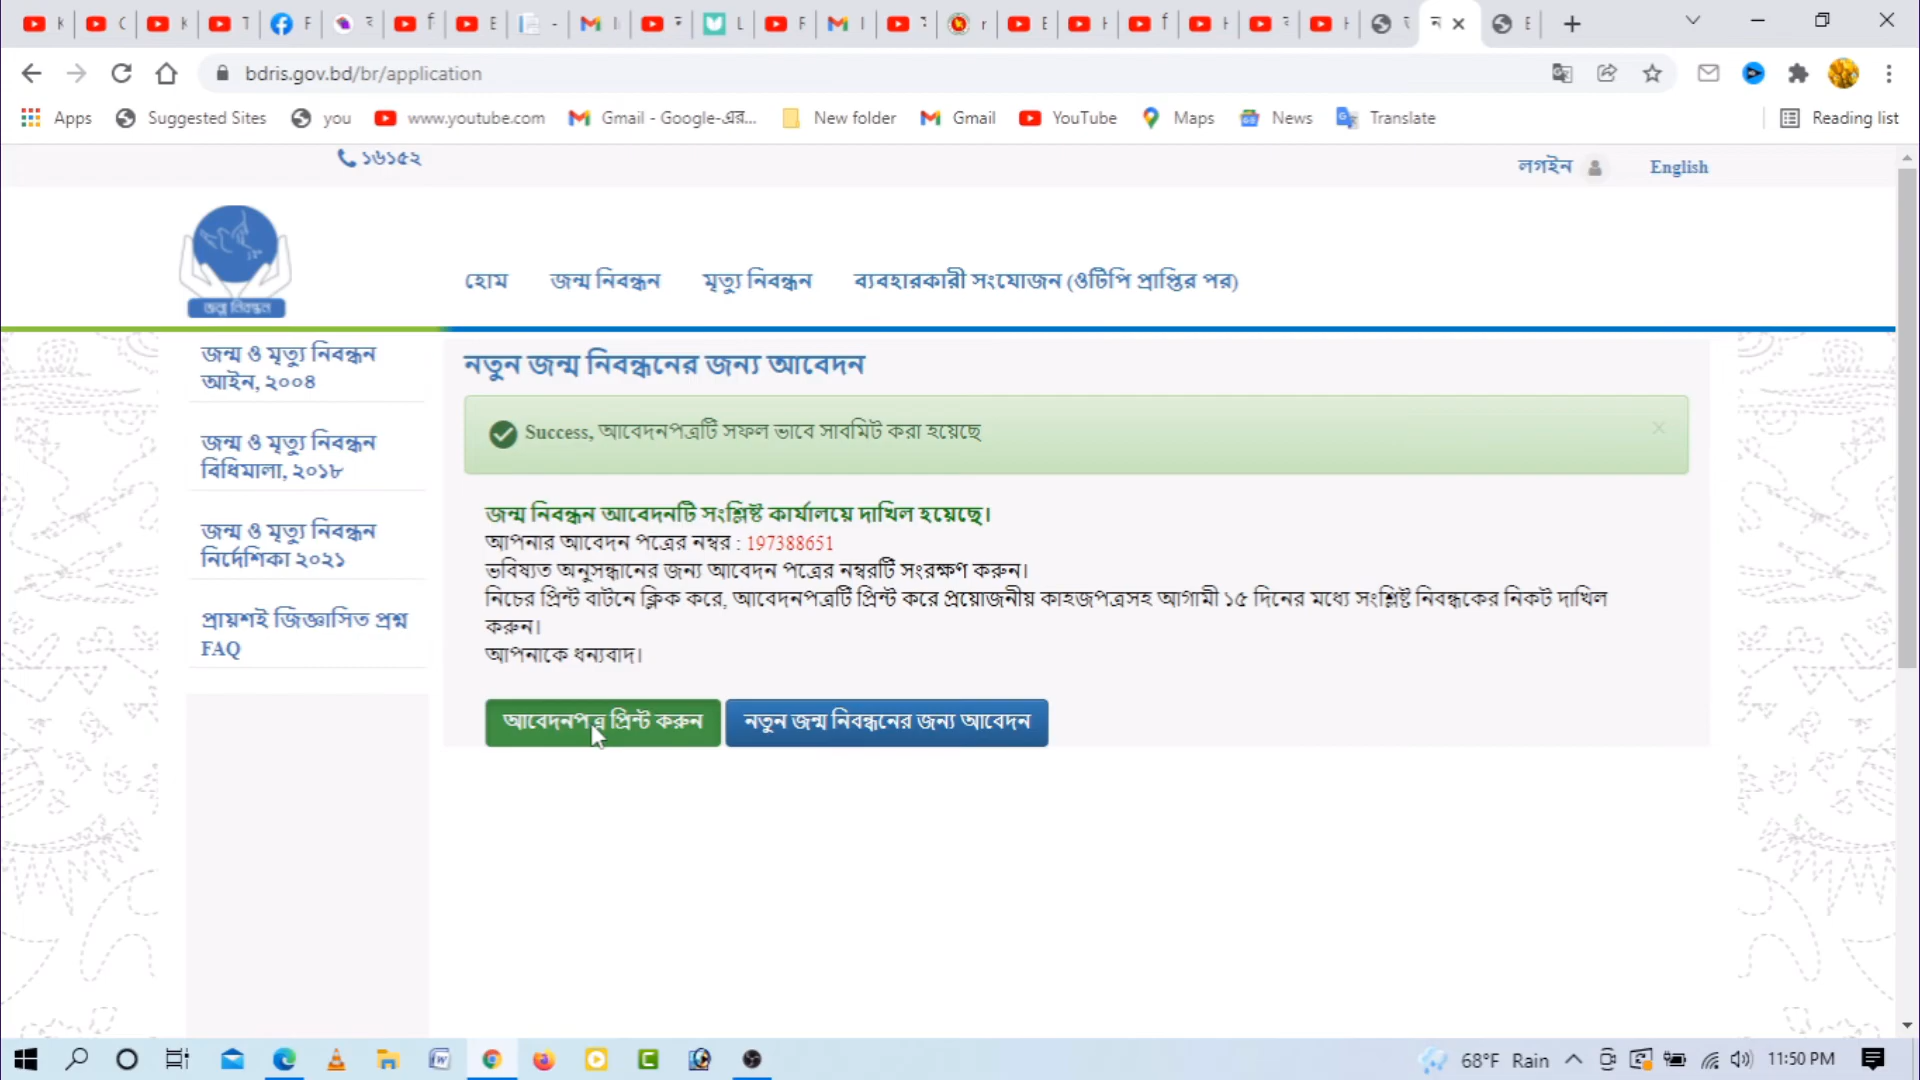 bdris.gov.bd/br/application
Apps Suggested Sites you www.youtube.com Gmail - Google-এর... New folder Gmail YouTube Maps News Translate Reading list
১৬১৫২
লগইন English
জন্ম নিবন্ধন
হোম জন্ম নিবন্ধন মৃত্যু নিবন্ধন ব্যবহারকারী সংযোজন (ওটিপি প্রাপ্তির পর)
জন্ম ও মৃত্যু নিবন্ধন
আইন, ২০০৪
জন্ম ও মৃত্যু নিবন্ধন
বিধিমালা, ২০১৮
জন্ম ও মৃত্যু নিবন্ধন
নির্দেশিকা ২০২১
প্রায়শই জিজ্ঞাসিত প্রশ্ন
FAQ
নতুন জন্ম নিবন্ধনের জন্য আবেদন
Success, আবেদনপত্রটি সফল ভাবে সাবমিট করা হয়েছে
জন্ম নিবন্ধন আবেদনটি সংশ্লিষ্ট কার্যালয়ে দাখিল হয়েছে।
আপনার আবেদন পত্রের নম্বর : 197388651
ভবিষ্যত অনুসন্ধানের জন্য আবেদন পত্রের নম্বরটি সংরক্ষণ করুন।
নিচের প্রিন্ট বাটনে ক্লিক করে, আবেদনপত্রটি প্রিন্ট করে প্রয়োজনীয় কাহজপত্রসহ আগামী ১৫ দিনের মধ্যে সংশ্লিষ্ট নিবন্ধকের নিকট দাখিল
করুন।
আপনাকে ধন্যবাদ।
আবেদনপত্র প্রিন্ট করুন নতুন জন্ম নিবন্ধনের জন্য আবেদন
68°F Rain 11:50 PM